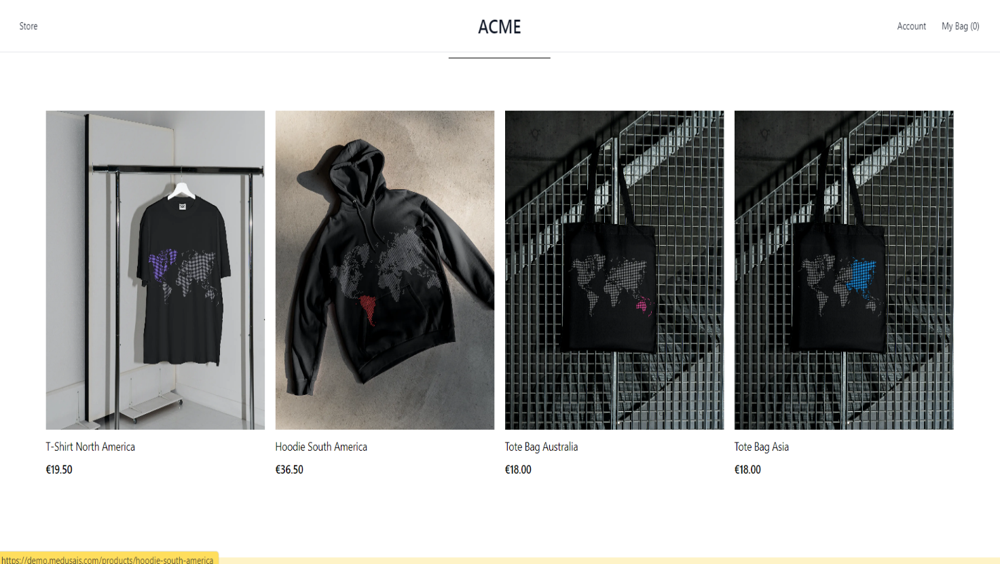 Store
ACME
Account
My Bag (0)
T-Shirt North America
Hoodie South America
Tote Bag Australia
Tote Bag Asia
€19.50
€36.50
€18.00
€18.00
https://demo.medusajs.com/products/hoodie-south-america